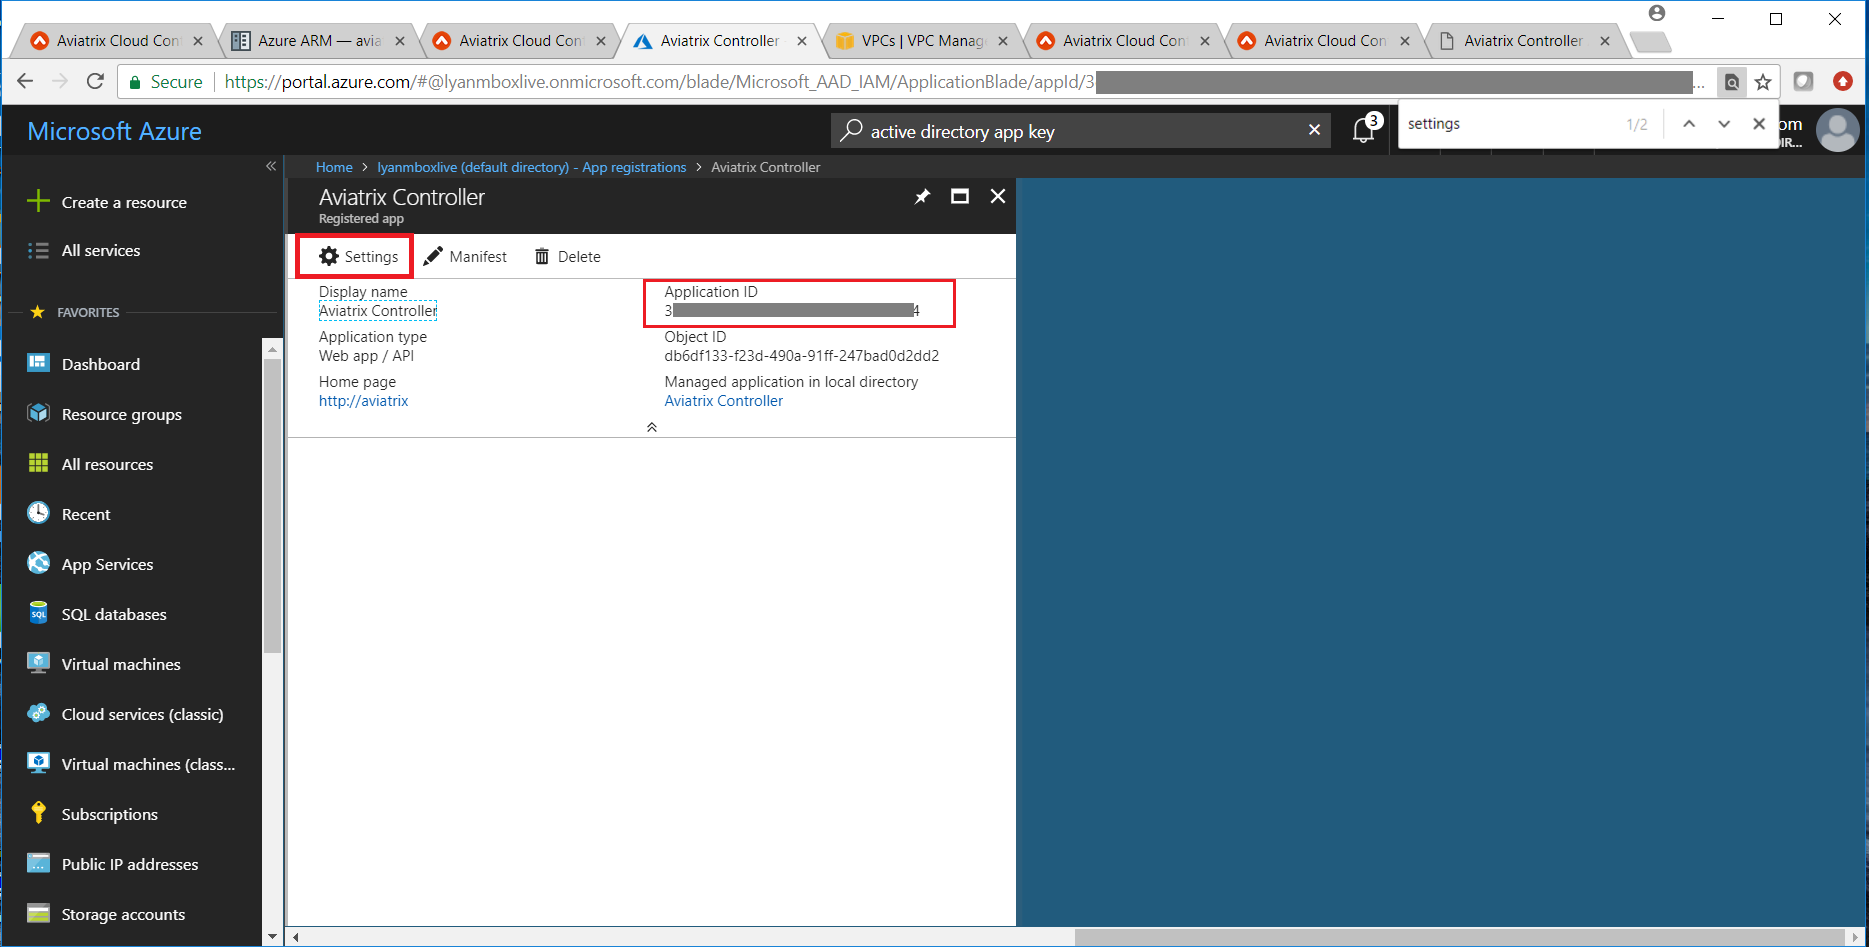 Aviatrix Cloud Con
Azure ARM — avia
Aviatrix Cloud Con
Aviatrix Controller
VPCs | VPC Manag
Aviatrix Cloud Con
Aviatrix Cloud Con
Aviatrix Controller
Secure
https://portal.azure.com/#@lyanmboxlive.onmicrosoft.com/blade/Microsoft_AAD_IAM/ApplicationBlade/appId/3
...
settings
1/2
Microsoft Azure
active directory app key
3
om
DIR...
Home > lyanmboxlive (default directory) - App registrations > Aviatrix Controller
Create a resource
All services
FAVORITES
Dashboard
Resource groups
All resources
Recent
App Services
SQL
SQL databases
Virtual machines
Cloud services (classic)
Virtual machines (class...
Subscriptions
Public IP addresses
Storage accounts
Aviatrix Controller
Registered app
Settings
Manifest
Delete
Display name
Aviatrix Controller
Application type
Web app / API
Home page
http://aviatrix
Application ID
3 4
Object ID
db6df133-f23d-490a-91ff-247bad0d2dd2
Managed application in local directory
Aviatrix Controller